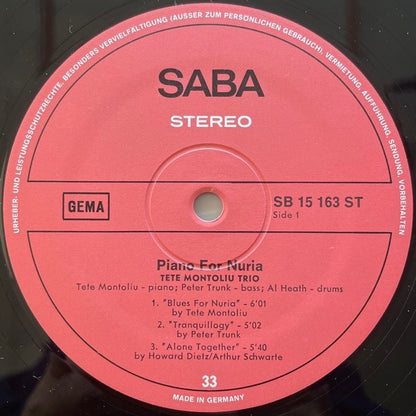 URHEBER- UND LEISTUNGSSCHUTZRECHTE, BESONDERS VERVIELFÄLTIGUNG (AUSSER ZUM PERSÖNLICHEN GEBRAUCH), VERMIETUNG, AUFFÜHRUNG, SENDUNG, VORBEHALTEN
SABA
STEREO
GEMA
SB 15 163 ST
Side 1
Piano For Nuria
TETE MONTOLIU TRIO
Tete Montoliu - piano; Peter Trunk - bass; Al Heath - drums
1. "Blues For Nuria" - 6'01
by Tete Montoliu
2. "Tranquillogy" - 5'02
by Peter Trunk
3. "Alone Together" - 5'40
by Howard Dietz/Arthur Schwarte
33
MADE IN GERMANY